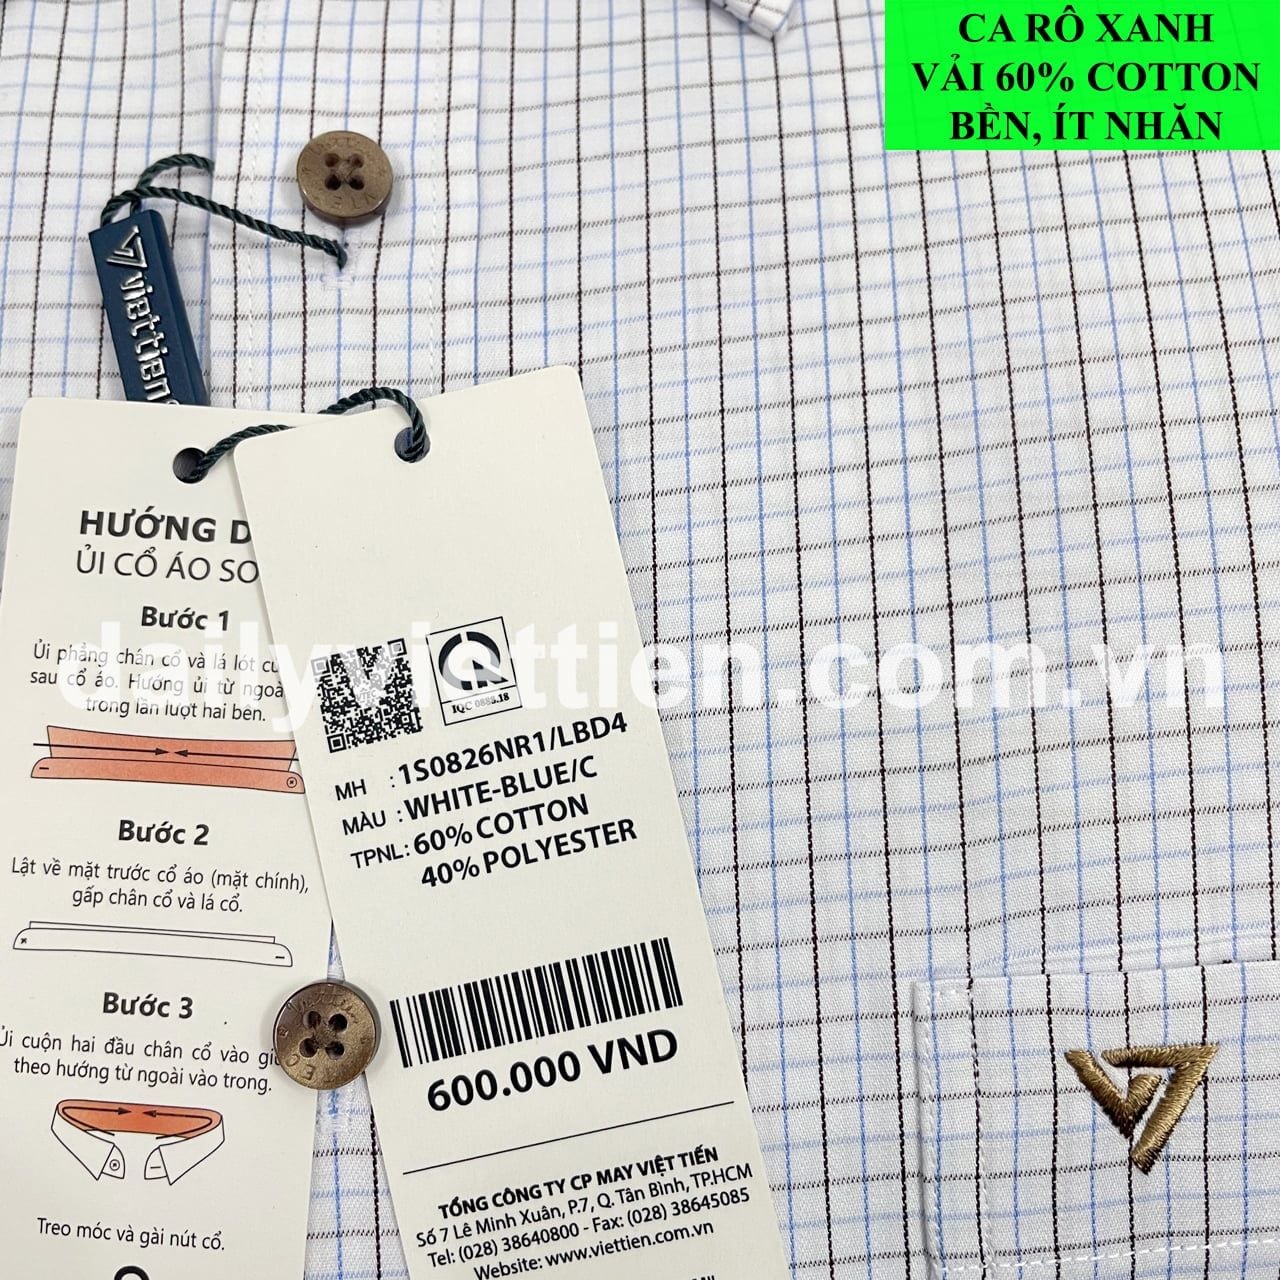 CA RÔ XANH
VẢI 60% COTTON
BỀN, ÍT NHĂN
viettien
HƯỚNG D
ỦI CỔ ÁO SƠ
Bước 1
Ủi phẳng chân cổ và lá lót
sau cổ áo. Hướng ủi từ
trong lần lượt hai bên.
Bước 2
Lật về mặt trước cổ áo (mặt chính),
gấp chân cổ và lá cổ.
Bước 3
Ủi cuộn hai đầu chân cổ vào
theo hướng từ ngoài vào trong.
Treo móc và gài nút cổ.
IQC 0885.18
MH : 1S0826NR1/LBD4
MÀU : WHITE-BLUE/C
TPNL: 60% COTTON
40% POLYESTER
600.000 VND
TỔNG CÔNG TY CP MAY VIỆT TIẾN
Số 7 Lê Minh Xuân, P.7, Q. Tân Bình, TP.HCM
Tel: (028) 38640800 - Fax: (028) 38645085
Website: www.viettien.com.vn
dailyviettien.com.vn